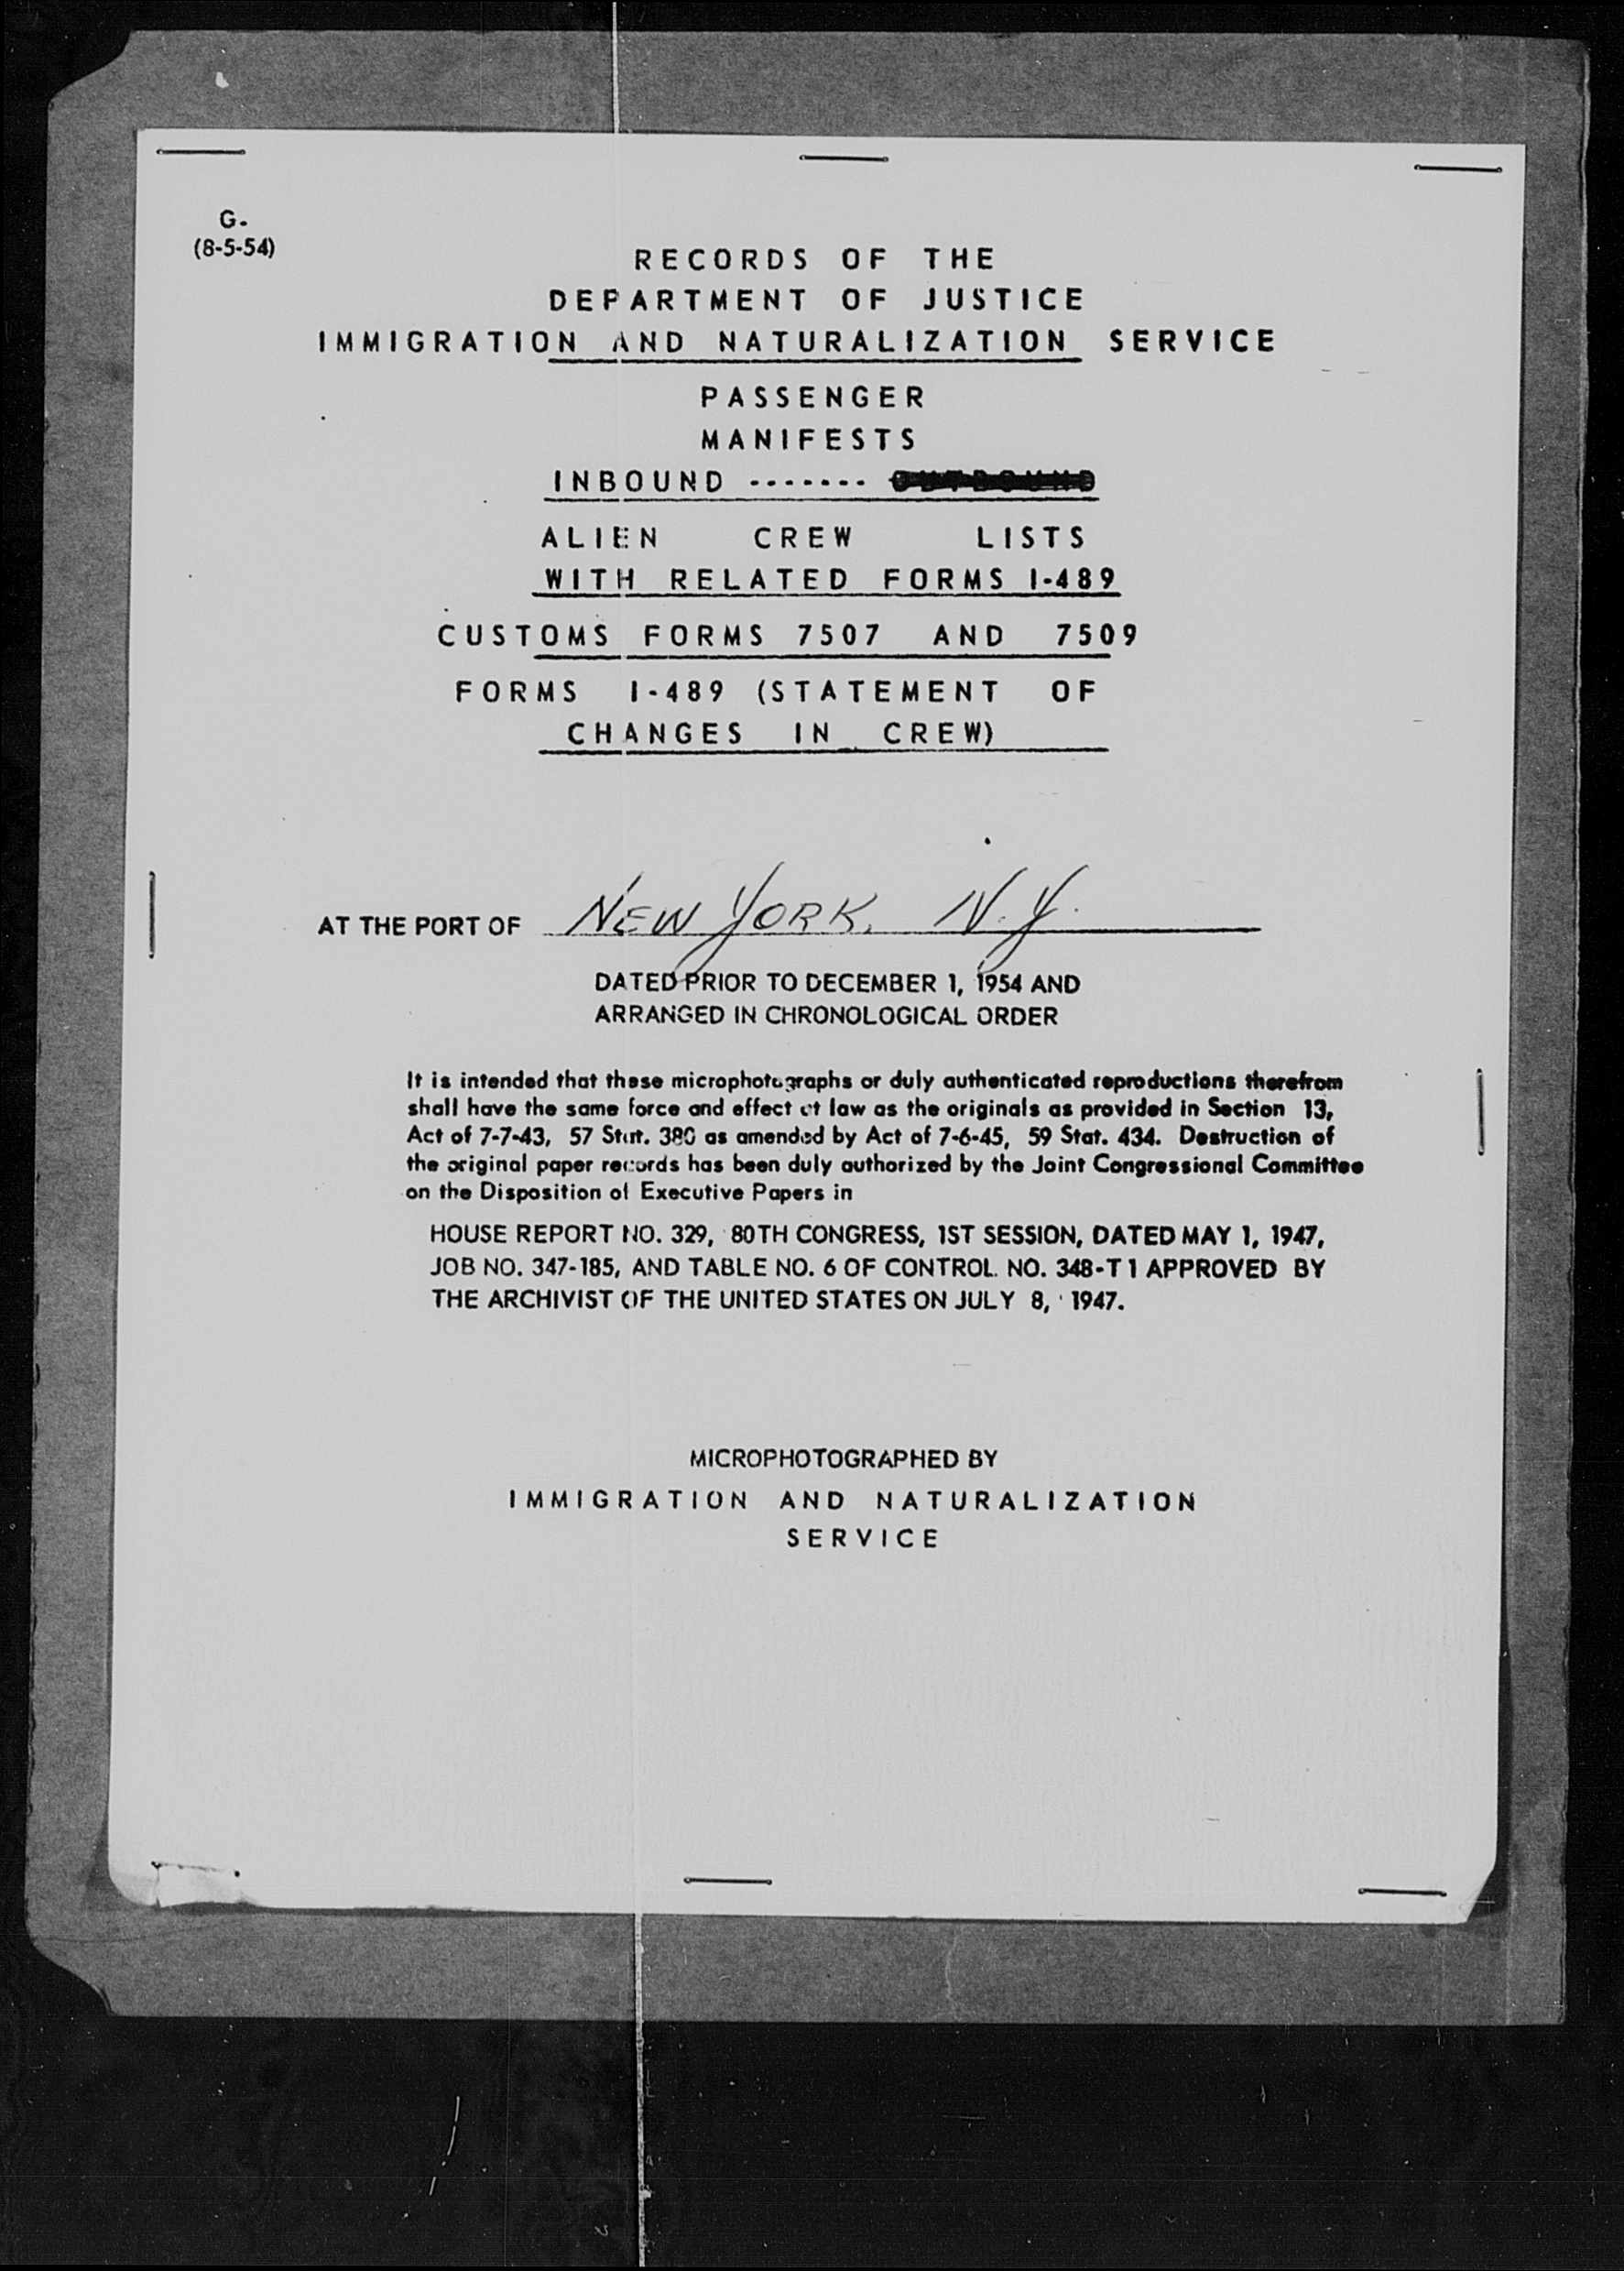 G.
(8-5-54)
RECORDS OF THE
DEPARTMENT OF JUSTICE
IMMIGRATION AND NATURALIZATION SERVICE
PASSENGER
MANIFESTS
INBOUND ------- OUTBOUND
ALIEN CREW LISTS
WITH RELATED FORMS I-489
CUSTOMS FORMS 7507 AND 7509
FORMS I-489 (STATEMENT OF
CHANGES IN CREW)
AT THE PORT OF NEW YORK, N.Y.
DATED PRIOR TO DECEMBER 1, 1954 AND
ARRANGED IN CHRONOLOGICAL ORDER
It is intended that these microphotographs or duly authenticated reproductions therefrom
shall have the same force and effect at law as the originals as provided in Section 13,
Act of 7-7-43, 57 Stat. 380 as amended by Act of 7-6-45, 59 Stat. 434. Destruction of
the original paper records has been duly authorized by the Joint Congressional Committee
on the Disposition of Executive Papers in
HOUSE REPORT NO. 329, 80TH CONGRESS, 1ST SESSION, DATED MAY 1, 1947,
JOB NO. 347-185, AND TABLE NO. 6 OF CONTROL NO. 348-T1 APPROVED BY
THE ARCHIVIST OF THE UNITED STATES ON JULY 8, 1947.
MICROPHOTOGRAPHED BY
IMMIGRATION AND NATURALIZATION
SERVICE